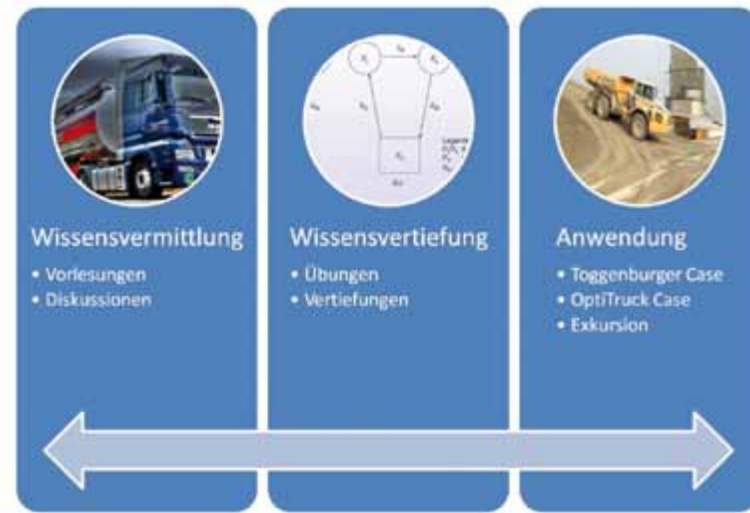 Wissensvermittlung
• Vorlesungen
• Diskussionen
Wissensvertiefung
• Übungen
• Vertiefungen
Anwendung
• Toggenburger Case
• OptiTruck Case
• Exkursion